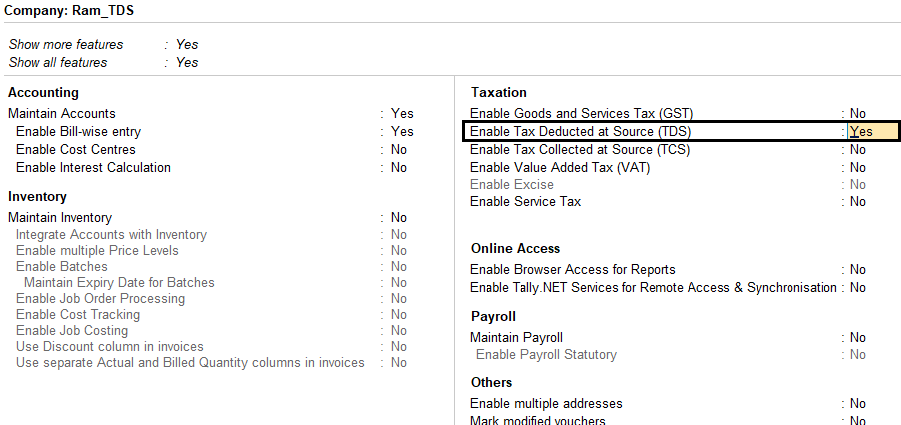 Company: Ram_TDS
Show more features : Yes
Show all features : Yes
Accounting
Maintain Accounts : Yes
Enable Bill-wise entry : Yes
Enable Cost Centres : No
Enable Interest Calculation : No
Inventory
Maintain Inventory : No
Integrate Accounts with Inventory : No
Enable multiple Price Levels : No
Enable Batches : No
Maintain Expiry Date for Batches : No
Enable Job Order Processing : No
Enable Cost Tracking : No
Enable Job Costing : No
Use Discount column in invoices : No
Use separate Actual and Billed Quantity columns in invoices : No
Taxation
Enable Goods and Services Tax (GST) : No
Enable Tax Deducted at Source (TDS) : Yes
Enable Tax Collected at Source (TCS) : No
Enable Value Added Tax (VAT) : No
Enable Excise : No
Enable Service Tax : No
Online Access
Enable Browser Access for Reports : No
Enable Tally.NET Services for Remote Access & Synchronisation : No
Payroll
Maintain Payroll : No
Enable Payroll Statutory : No
Others
Enable multiple addresses : No
Mark modified vouchers : No